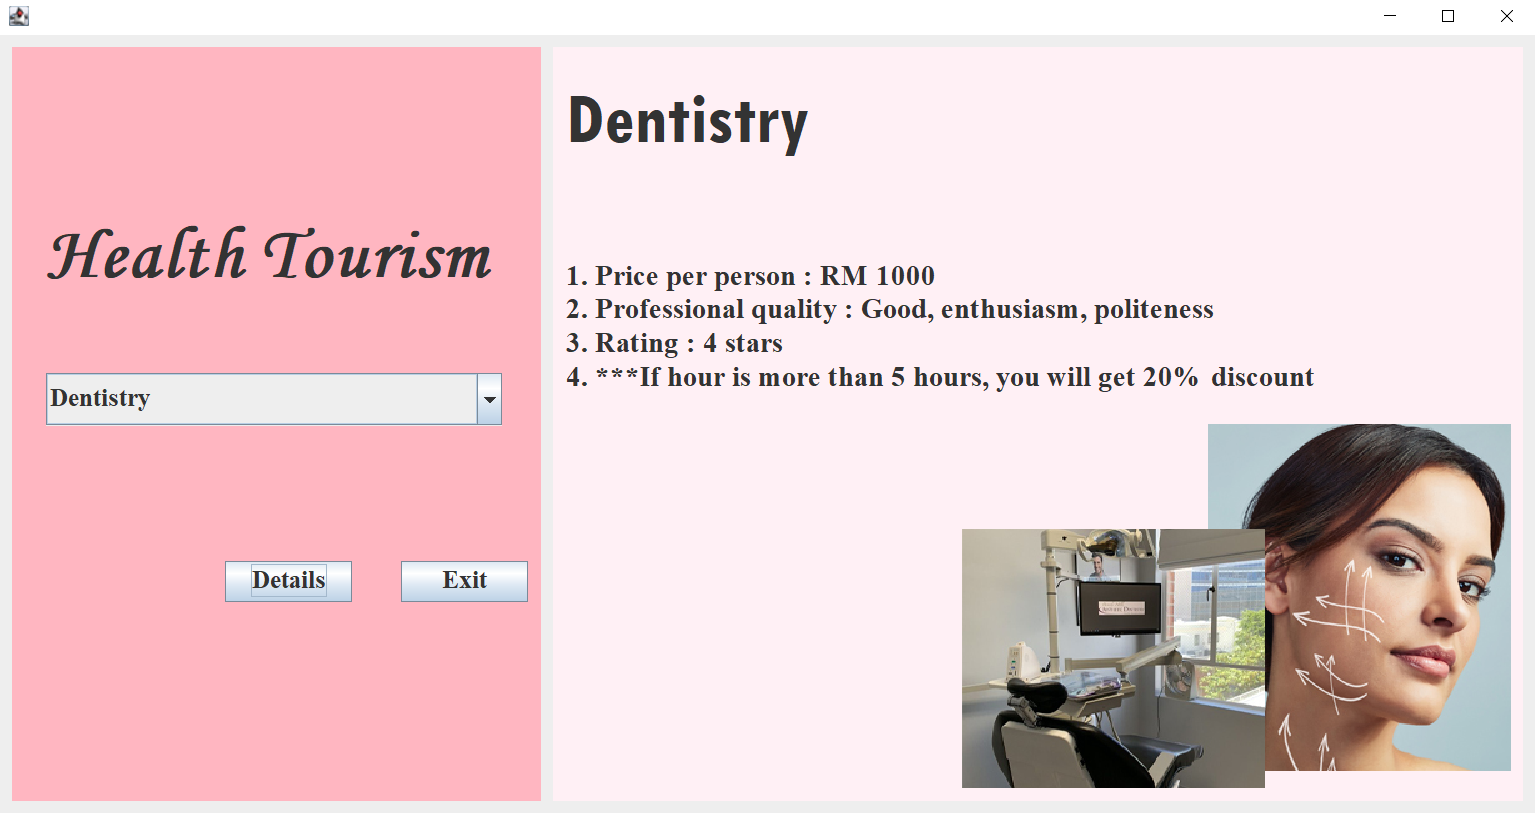 Health Tourism
Dentistry
Details
Exit
Dentistry
1. Price per person : RM 1000
2. Professional quality : Good, enthusiasm, politeness
3. Rating : 4 stars
4. ***If hour is more than 5 hours, you will get 20% discount